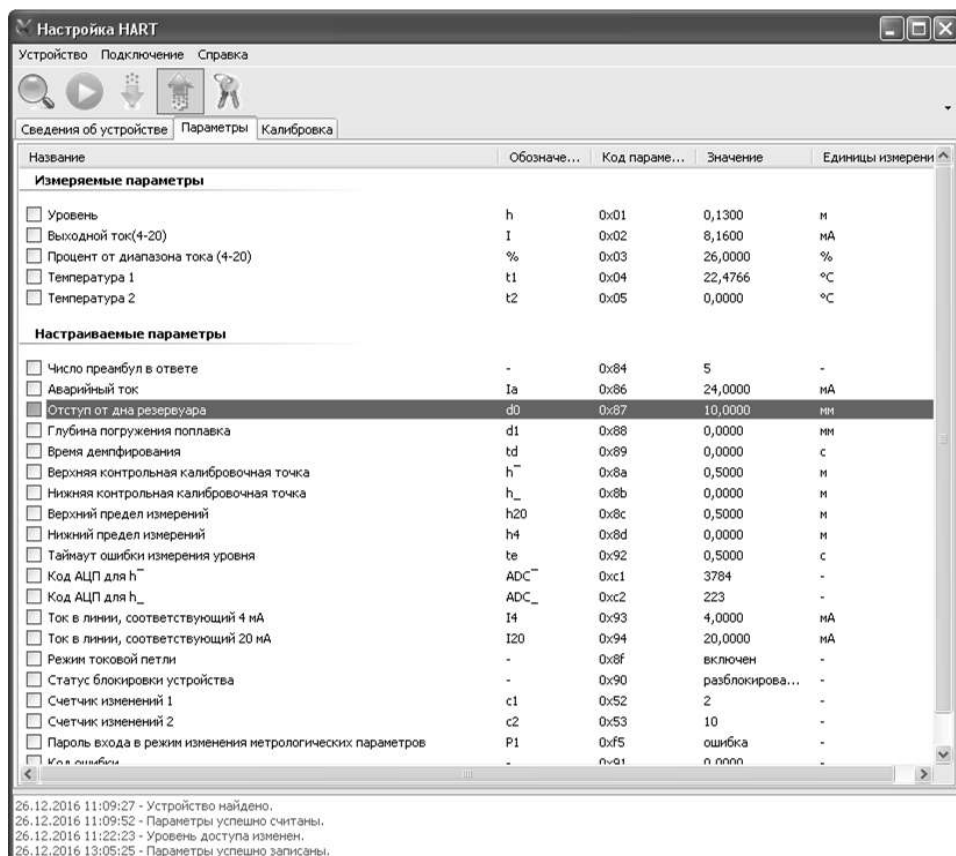 Настройка HART
Устройство Подключение Справка
Сведения об устройстве Параметры Калибровка
Название Обозначе... Код параме... Значение Единицы измерени
Измеряемые параметры
Уровень h 0x01 0,1300 м
Выходной ток(4-20) I 0x02 8,1600 мА
Процент от диапазона тока (4-20) % 0x03 26,0000 %
Температура 1 t1 0x04 22,4766 °C
Температура 2 t2 0x05 0,0000 °C
Настраиваемые параметры
Число преамбул в ответе - 0x84 5 -
Аварийный ток Ia 0x86 24,0000 мА
Отступ от дна резервуара d0 0x87 10,0000 мм
Глубина погружения поплавка d1 0x88 0,0000 мм
Время демпфирования td 0x89 0,0000 с
Верхняя контрольная калибровочная точка h¯ 0x8a 0,5000 м
Нижняя контрольная калибровочная точка h_ 0x8b 0,0000 м
Верхний предел измерений h20 0x8c 0,5000 м
Нижний предел измерений h4 0x8d 0,0000 м
Таймаут ошибки измерения уровня te 0x92 0,5000 с
Код АЦП для h¯ ADC¯ 0xc1 3784 -
Код АЦП для h_ ADC_ 0xc2 223 -
Ток в линии, соответствующий 4 мА I4 0x93 4,0000 мА
Ток в линии, соответствующий 20 мА I20 0x94 20,0000 мА
Режим токовой петли - 0x8f включен -
Статус блокировки устройства - 0x90 разблокирова... -
Счетчик изменений 1 c1 0x52 2 -
Счетчик изменений 2 c2 0x53 10 -
Пароль входа в режим изменения метрологических параметров P1 0xf5 ошибка -
Код ошибки - 0x91 0,0000 -
26.12.2016 11:09:27 - Устройство найдено.
26.12.2016 11:09:52 - Параметры успешно считаны.
26.12.2016 11:22:23 - Уровень доступа изменен.
26.12.2016 13:05:25 - Параметры успешно записаны.